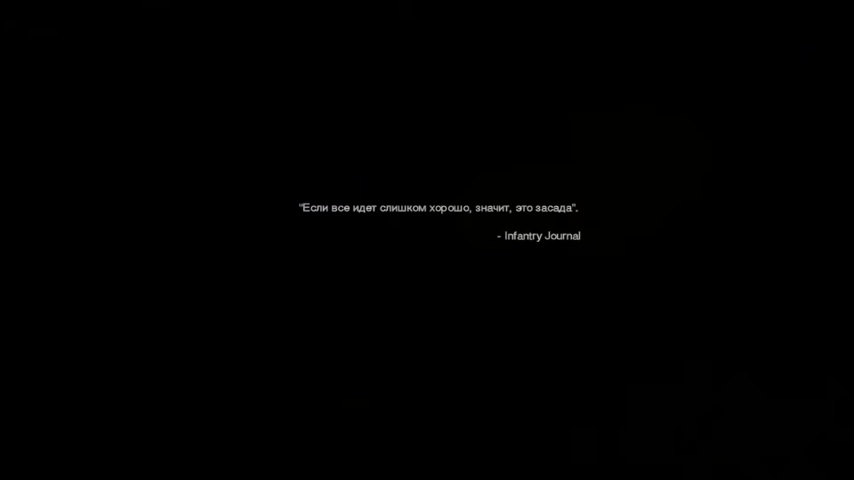 "Если все идет слишком хорошо, значит, это засада".
- Infantry Journal